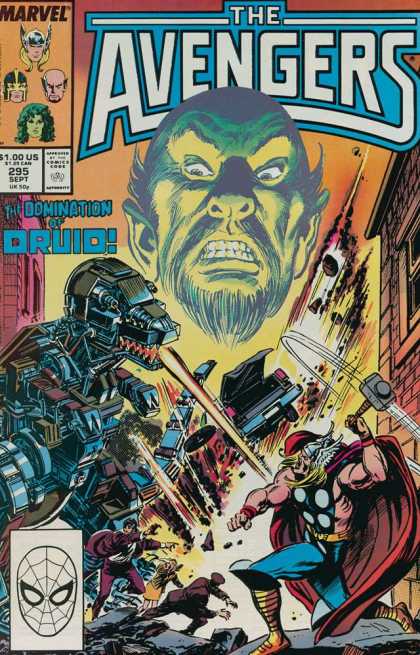 MARVEL®
THE
AVENGERS
$1.00 US
$1.25 CAN
295
SEPT
UK 50p
APPROVED
BY THE
COMICS
CODE
AUTHORITY
THE DOMINATION
OF
DRUID!